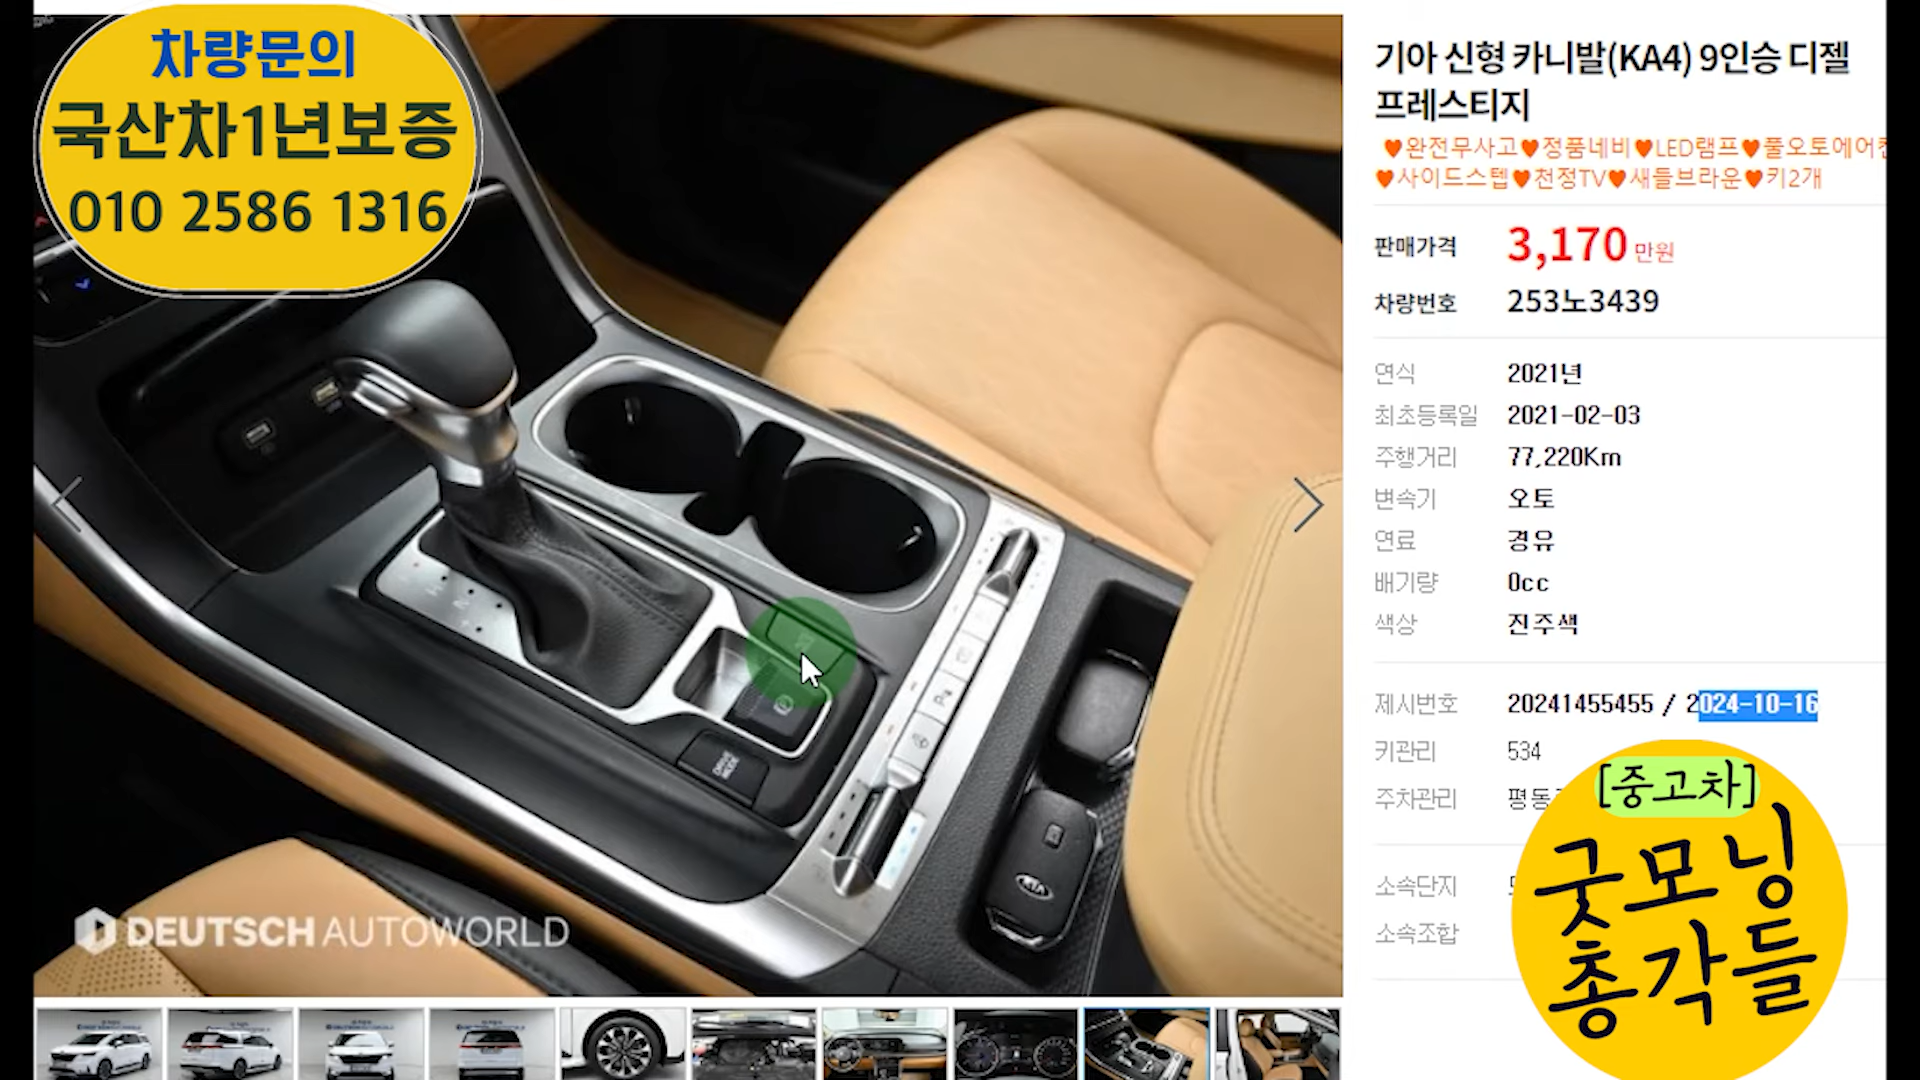 차량문의
국산차1년보증
010 2586 1316
기아 신형 카니발(KA4) 9인승 디젤
프레스티지
♥완전무사고♥정품네비♥LED램프♥풀오토에어컨
♥사이드스텝♥천정TV♥새들브라운♥키2개
판매가격 3,170 만원
차량번호 253노3439
연식 2021년
최초등록일 2021-02-03
주행거리 77,220Km
변속기 오토
연료 경유
배기량 0cc
색상 진주색
제시번호 20241455455 / 2024-10-16
키관리 534
주차관리 평동
소속단지
소속조합
[중고차]
굿모닝
총각들
DRIVE
MODE
KIA
DEUTSCH AUTOWORLD